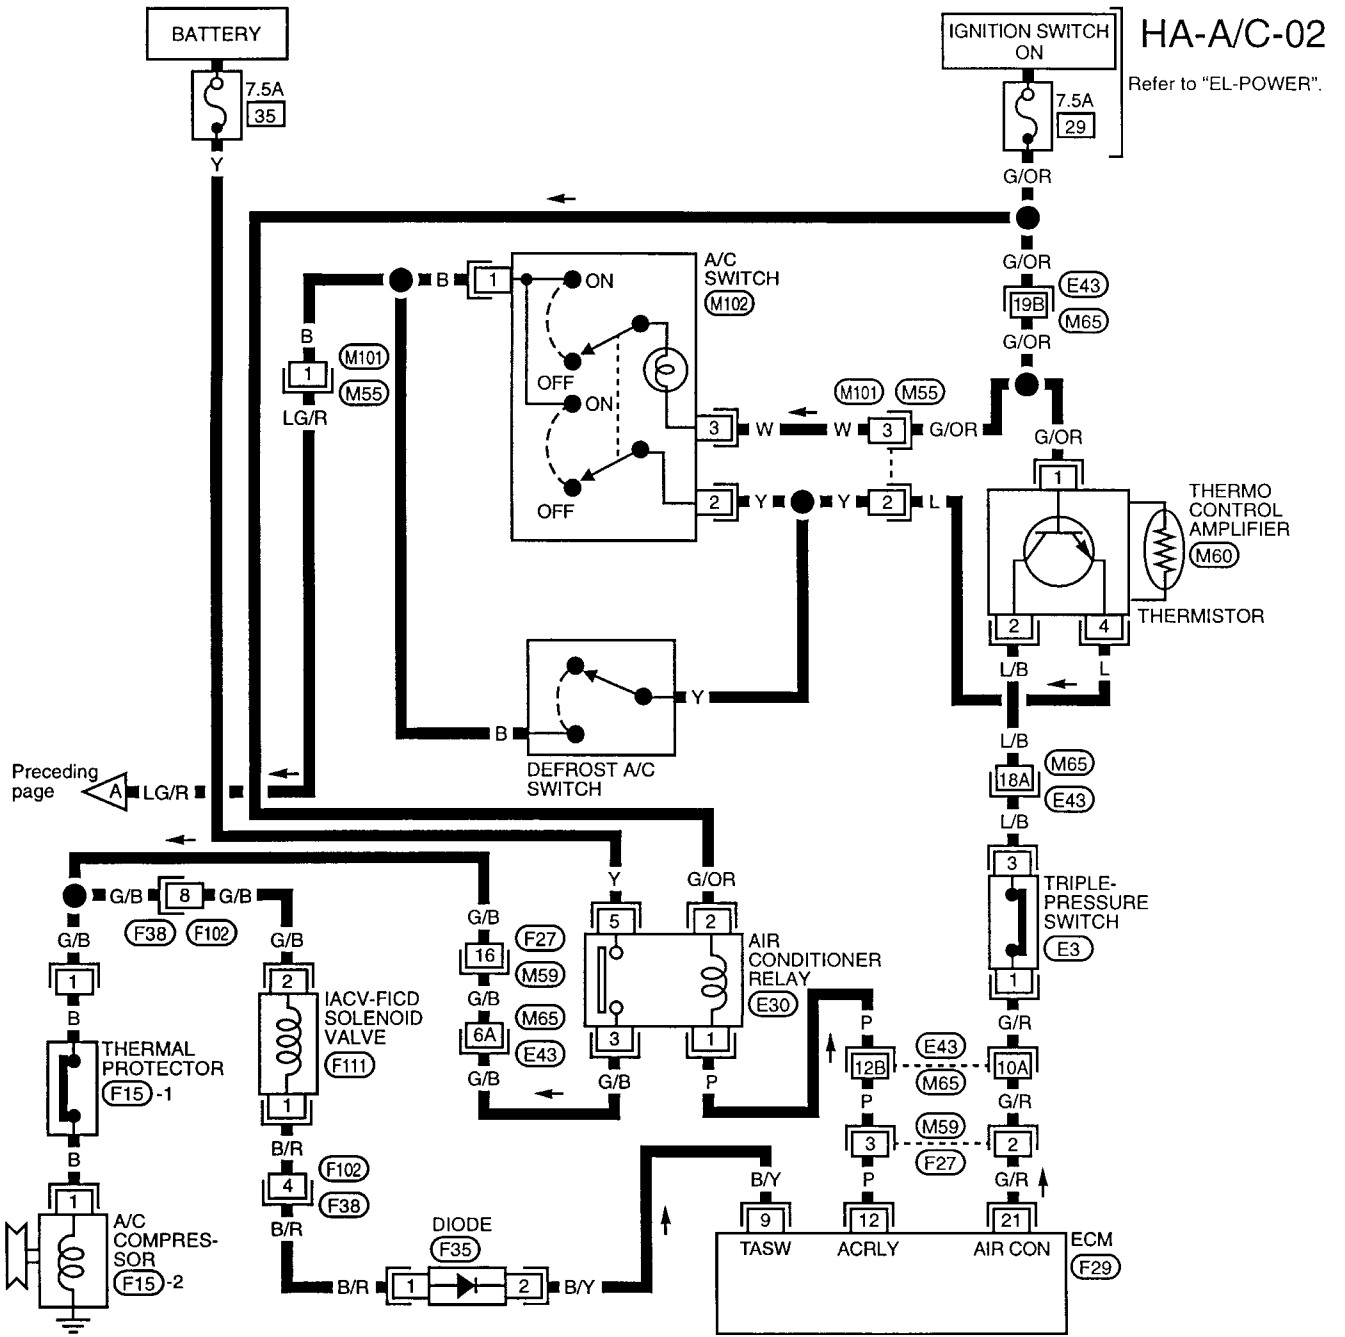 BATTERY
IGNITION SWITCH
ON
HA-A/C-02
Refer to “EL-POWER”.
7.5A
35
7.5A
29
Y
G/OR
G/OR
E43
19B
M65
G/OR
A/C
SWITCH
M102
B
1
ON
OFF
ON
OFF
B
1
M101
M55
LG/R
3
W
W
M101
M55
3
G/OR
G/OR
2
Y
Y
2
L
1
THERMO
CONTROL
AMPLIFIER
M60
THERMISTOR
2
4
L/B
L
Y
B
DEFROST A/C
SWITCH
L/B
M65
18A
E43
L/B
Preceding
page
A
LG/R
3
TRIPLE-
PRESSURE
SWITCH
E3
1
G/R
Y
G/OR
5
2
AIR
CONDITIONER
RELAY
E30
3
1
G/B
P
G/B
8
G/B
F38
F102
G/B
G/B
G/B
F27
16
M59
G/B
M65
6A
E43
G/B
1
B
THERMAL
PROTECTOR
F15 -1
B
1
A/C
COMPRES-
SOR
F15 -2
2
IACV-FICD
SOLENOID
VALVE
F111
1
B/R
F102
4
F38
B/R
B/R
DIODE
F35
1
2
B/Y
B/Y
P
E43
12B
10A
M65
P
G/R
M59
3
2
F27
P
G/R
9
12
21
TASW
ACRLY
AIR CON
ECM
F29